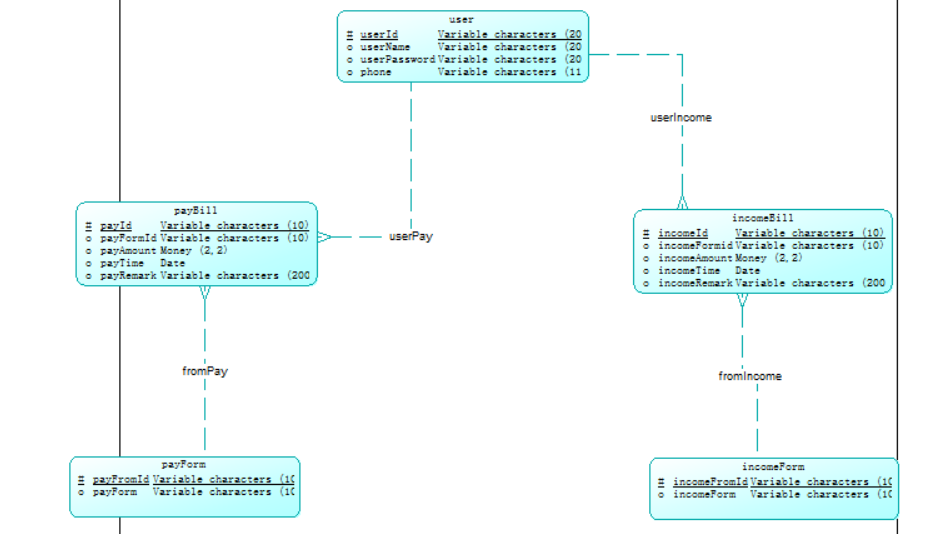 user
# userId Variable characters (20
o userName Variable characters (20
o userPassword Variable characters (20
o phone Variable characters (11
userIncome
payBill
# payId Variable characters (10)
o payFormId Variable characters (10)
o payAmount Money (2,2)
o payTime Date
o payRemark Variable characters (200
userPay
incomeBill
# incomeId Variable characters (10)
o incomeFormid Variable characters (10)
o incomeAmount Money (2,2)
o incomeTime Date
o incomeRemark Variable characters (200
fromPay
fromIncome
payForm
# payFromId Variable characters (10
o payForm Variable characters (10
incomeForm
# incomeFromId Variable characters (10
o incomeForm Variable characters (10